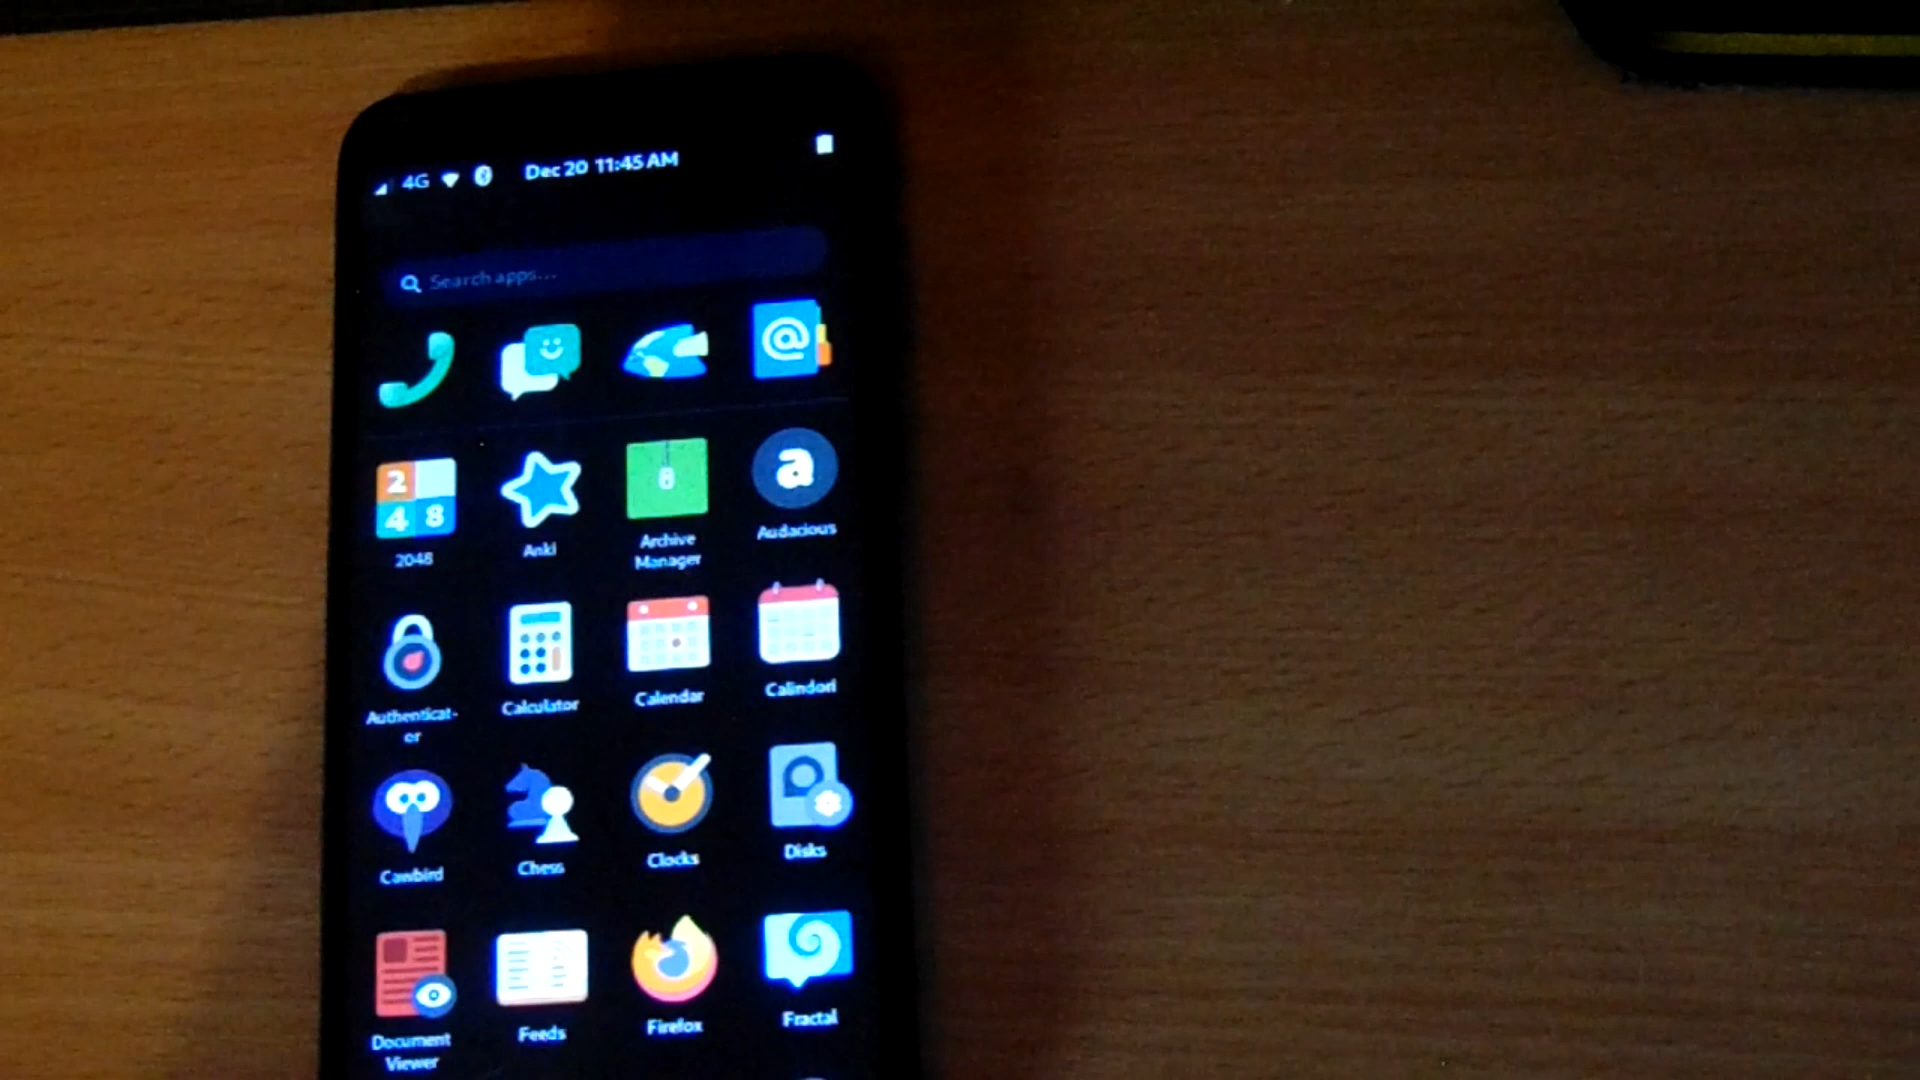 4G Dec 20 11:45 AM
Search apps...
@
2
4 8
a
2048 Anki Archive Manager Audacious
Authenticat-
or
Calculator Calendar Calindori
Cawbird Chess Clocks Disks
Document
Viewer
Feeds Firefox Fractal